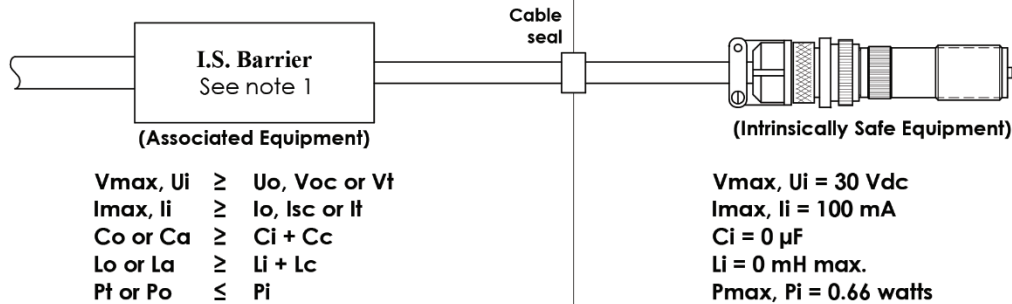 Cable
seal
I.S. Barrier
See note 1
(Associated Equipment)
(Intrinsically Safe Equipment)
Vmax, Ui ≥ Uo, Voc or Vt
Imax, Ii ≥ Io, Isc or It
Co or Ca ≥ Ci + Cc
Lo or La ≥ Li + Lc
Pt or Po ≤ Pi
Vmax, Ui = 30 Vdc
Imax, Ii = 100 mA
Ci = 0 µF
Li = 0 mH max.
Pmax, Pi = 0.66 watts